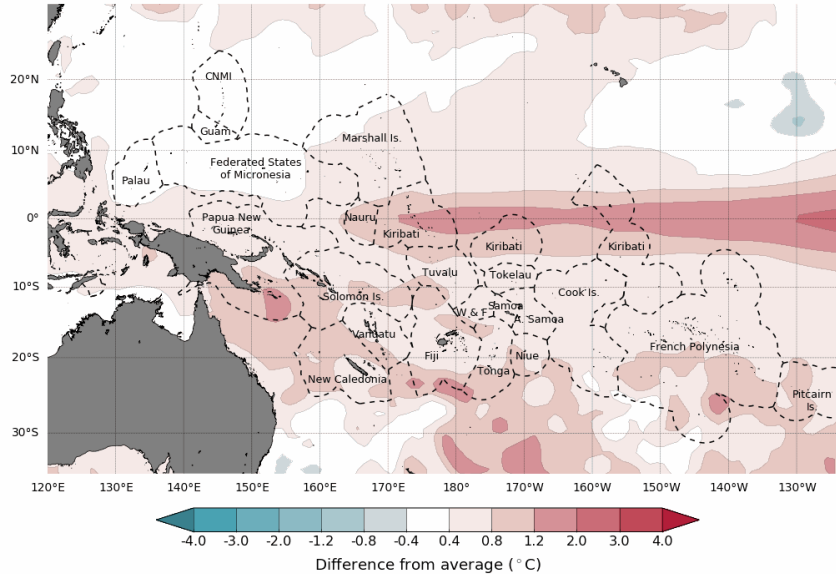 20°N
10°N
0°
10°S
20°S
30°S
CNMI
Guam
Marshall Is.
Palau
Federated States
of Micronesia
Papua New
Guinea
Nauru
Kiribati
Kiribati
Kiribati
Tuvalu
Tokelau
Solomon Is.
Cook Is.
Samoa
W & F
A. Samoa
Vanuatu
Fiji
Niue
French Polynesia
Tonga
New Caledonia
Pitcairn
Is.
120°E 130°E 140°E 150°E 160°E 170°E 180° 170°W 160°W 150°W 140°W 130°W
-4.0 -3.0 -2.0 -1.2 -0.8 -0.4 0.4 0.8 1.2 2.0 3.0 4.0
Difference from average (°C)